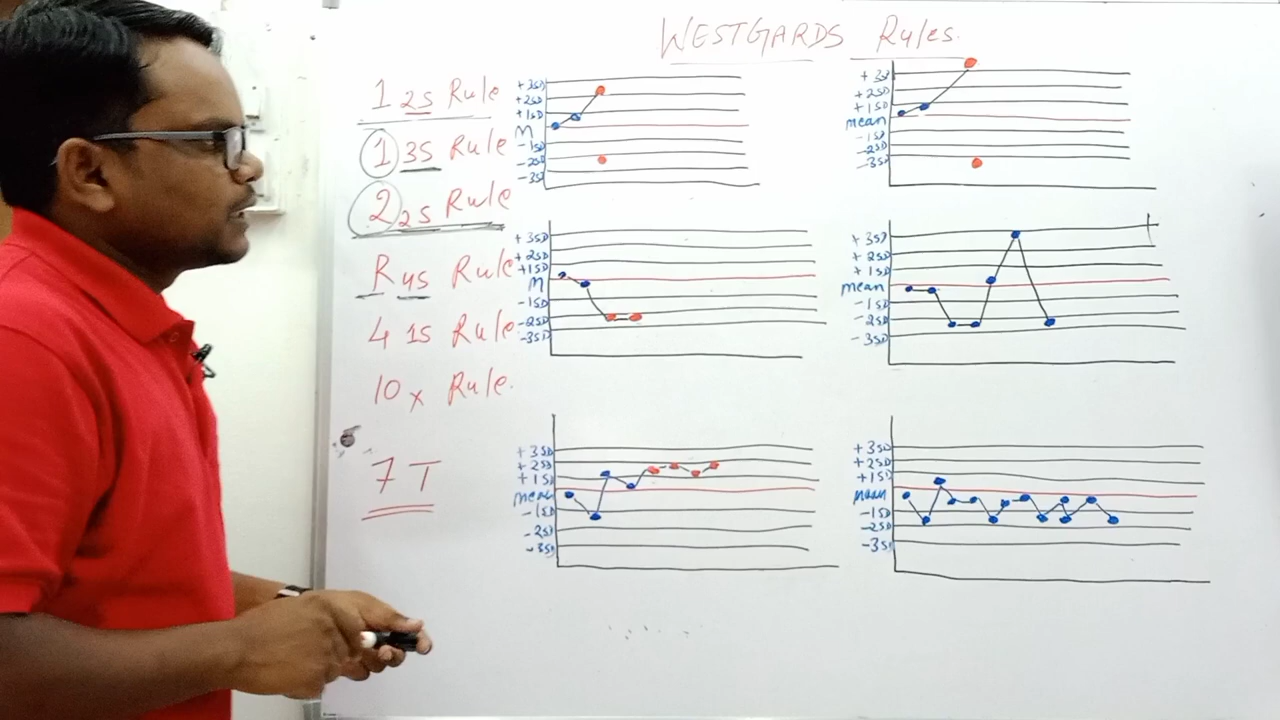 WESTGARDS Rules.
1 2s Rule
1 3s Rule
2 2s Rule
R 4s Rule
4 1s Rule
10 x Rule.
7 T
+3SD
+2SD
+1SD
M
-1SD
-2SD
-3SD
+3SD
+2SD
+1SD
mean
-1SD
-2SD
-3SD
+3SD
+2SD
+1SD
M
-1SD
-2SD
-3SD
+3SD
+2SD
+1SD
mean
-1SD
-2SD
-3SD
+3SD
+2SD
+1SD
mean
-1SD
-2SD
-3SD
+3SD
+2SD
+1SD
mean
-1SD
-2SD
-3SD